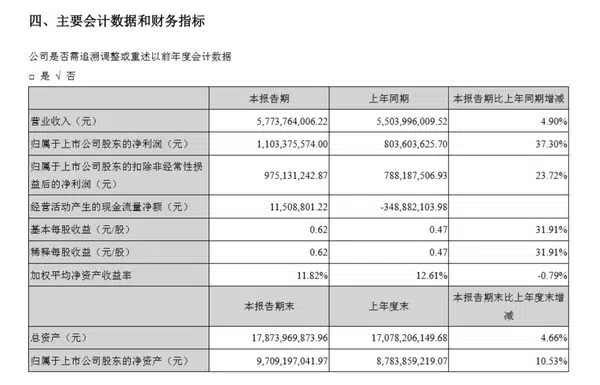 四、主要会计数据和财务指标
公司是否需追溯调整或重述以前年度会计数据
□ 是 √ 否
本报告期 上年同期 本报告期比上年同期增减
营业收入（元） 5,773,764,006.22 5,503,996,009.52 4.90%
归属于上市公司股东的净利润（元） 1,103,375,574.00 803,603,625.70 37.30%
归属于上市公司股东的扣除非经常性损
益后的净利润（元） 975,131,242.87 788,187,506.93 23.72%
经营活动产生的现金流量净额（元） 11,508,801.22 -348,882,103.98
基本每股收益（元/股） 0.62 0.47 31.91%
稀释每股收益（元/股） 0.62 0.47 31.91%
加权平均净资产收益率 11.82% 12.61% -0.79%
本报告期末 上年度末 本报告期末比上年度末增
减
总资产（元） 17,873,969,873.96 17,078,206,149.68 4.66%
归属于上市公司股东的净资产（元） 9,709,197,041.97 8,783,859,219.07 10.53%